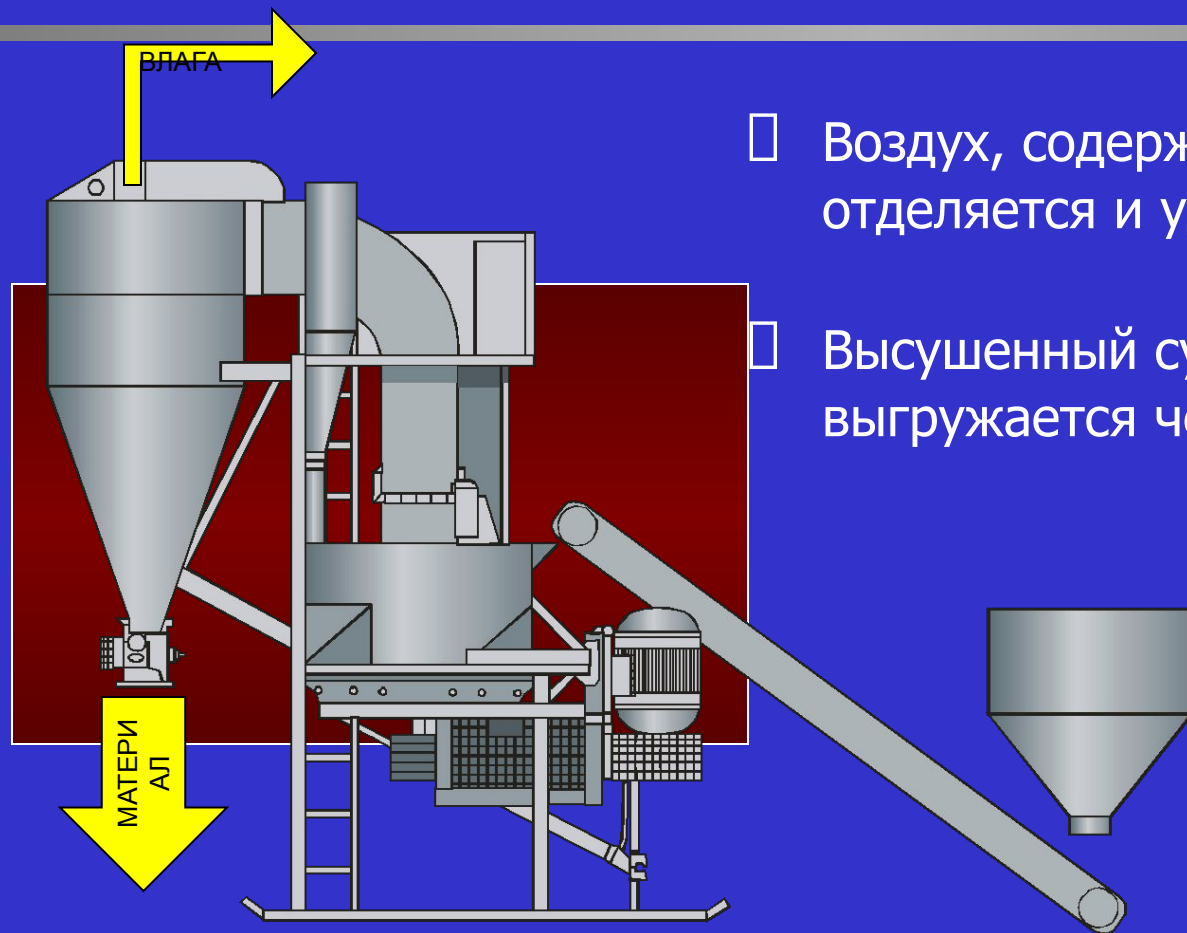 ВЛАГА
Воздух, содерж
отделяется и у
Высушенный су
выгружается че
МАТЕРИ
АЛ